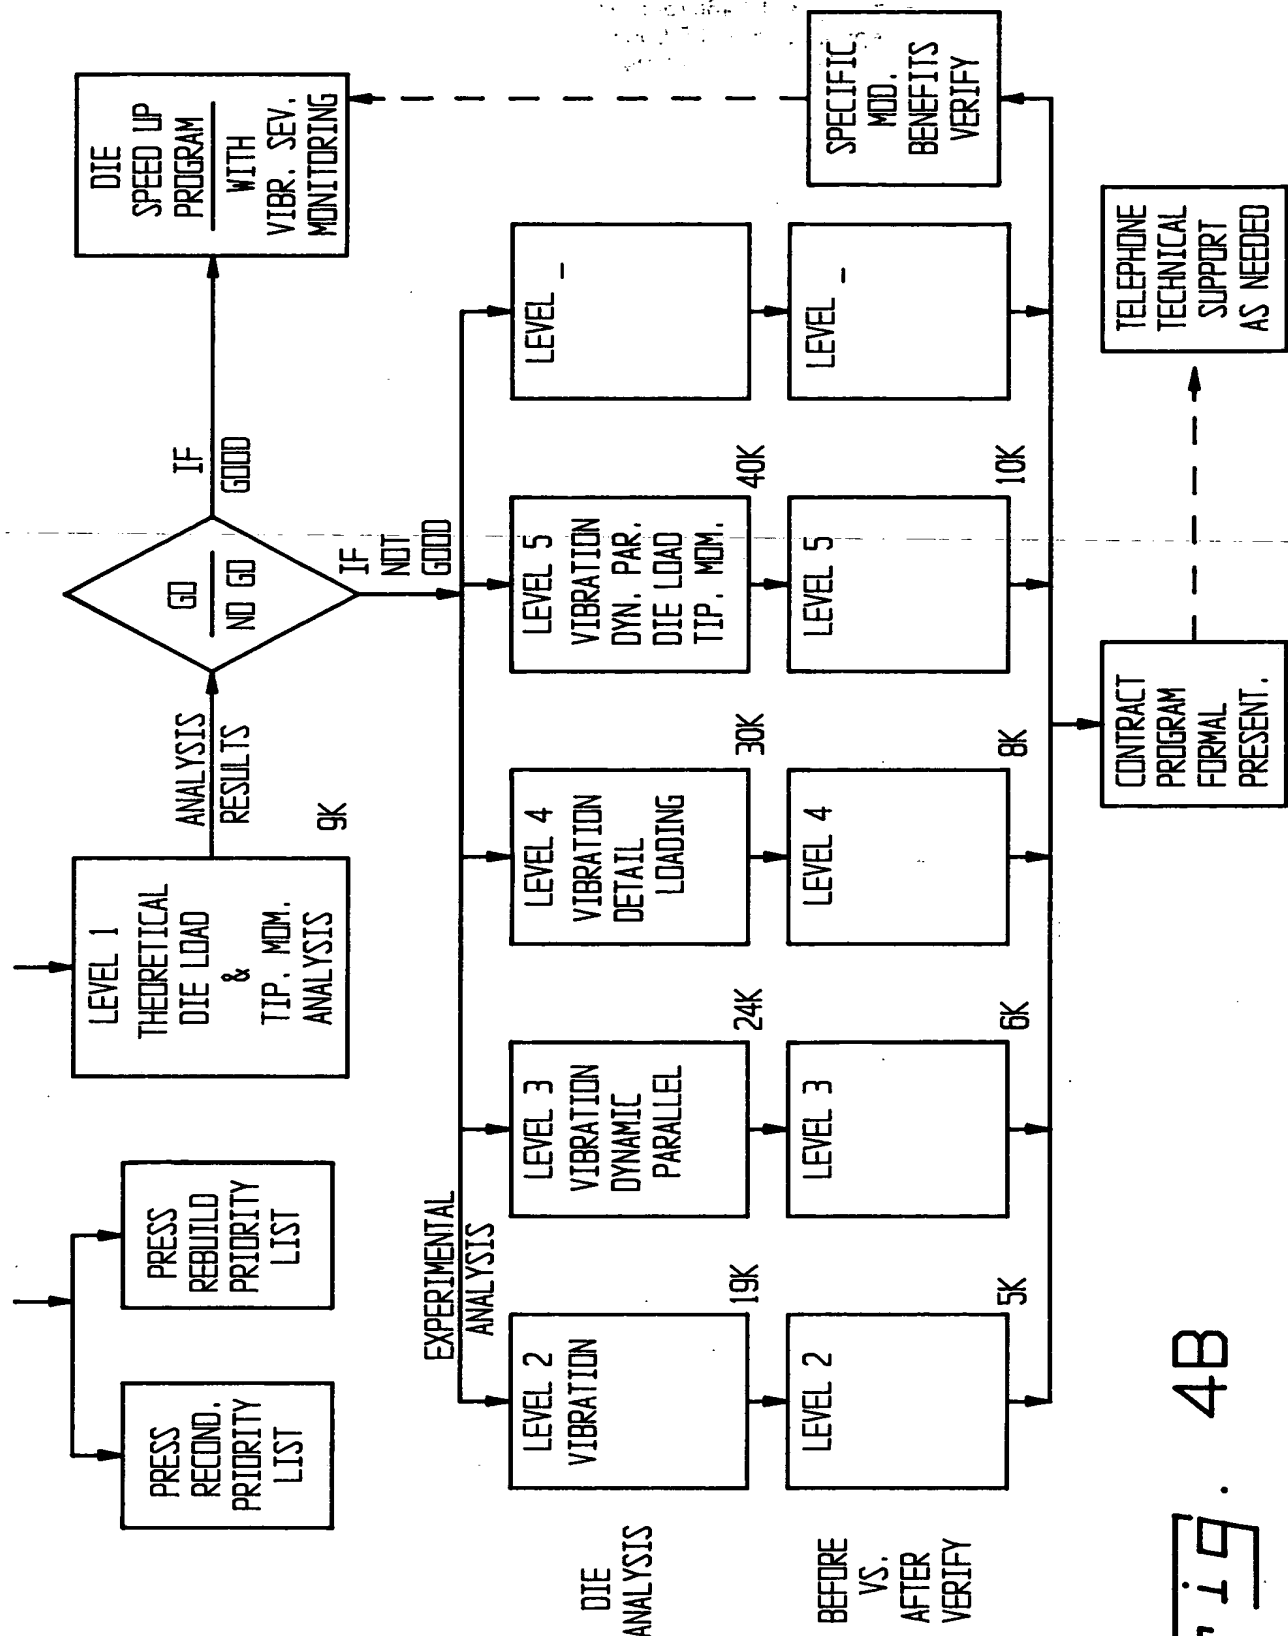 PRESS
RECOND.
PRIORITY
LIST
PRESS
REBUILD
PRIORITY
LIST
LEVEL 1
THEORETICAL
DIE LOAD
&
TIP. MOM.
ANALYSIS
9K
ANALYSIS
RESULTS
GO
NO GO
IF
GOOD
IF
NOT
GOOD
DIE
SPEED UP
PROGRAM
WITH
VIBR. SEV.
MONITORING
EXPERIMENTAL
ANALYSIS
DIE
ANALYSIS
LEVEL 2
VIBRATION
19K
LEVEL 3
VIBRATION
DYNAMIC
PARALLEL
24K
LEVEL 4
VIBRATION
DETAIL
LOADING
30K
LEVEL 5
VIBRATION
DYN. PAR.
DIE LOAD
TIP. MOM.
40K
LEVEL _
BEFORE
VS.
AFTER
VERIFY
LEVEL 2
5K
LEVEL 3
6K
LEVEL 4
8K
LEVEL 5
10K
LEVEL _
SPECIFIC
MOD.
BENEFITS
VERIFY
CONTRACT
PROGRAM
FORMAL
PRESENT.
TELEPHONE
TECHNICAL
SUPPORT
AS NEEDED
Fig. 4B